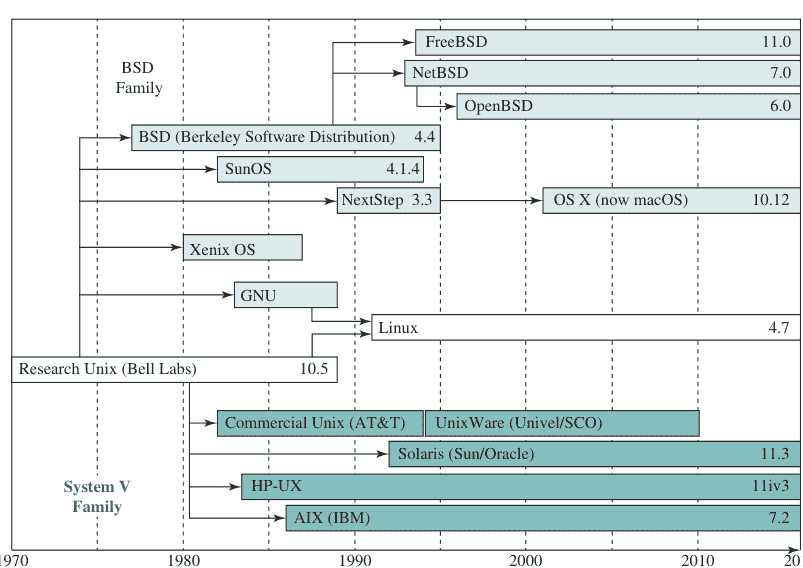 FreeBSD 11.0
BSD
Family
NetBSD 7.0
OpenBSD 6.0
BSD (Berkeley Software Distribution) 4.4
SunOS 4.1.4
NextStep 3.3
OS X (now macOS) 10.12
Xenix OS
GNU
Linux 4.7
Research Unix (Bell Labs) 10.5
Commercial Unix (AT&T)
UnixWare (Univel/SCO)
Solaris (Sun/Oracle) 11.3
System V
Family
HP-UX 11iv3
AIX (IBM) 7.2
1970 1980 1990 2000 2010 20